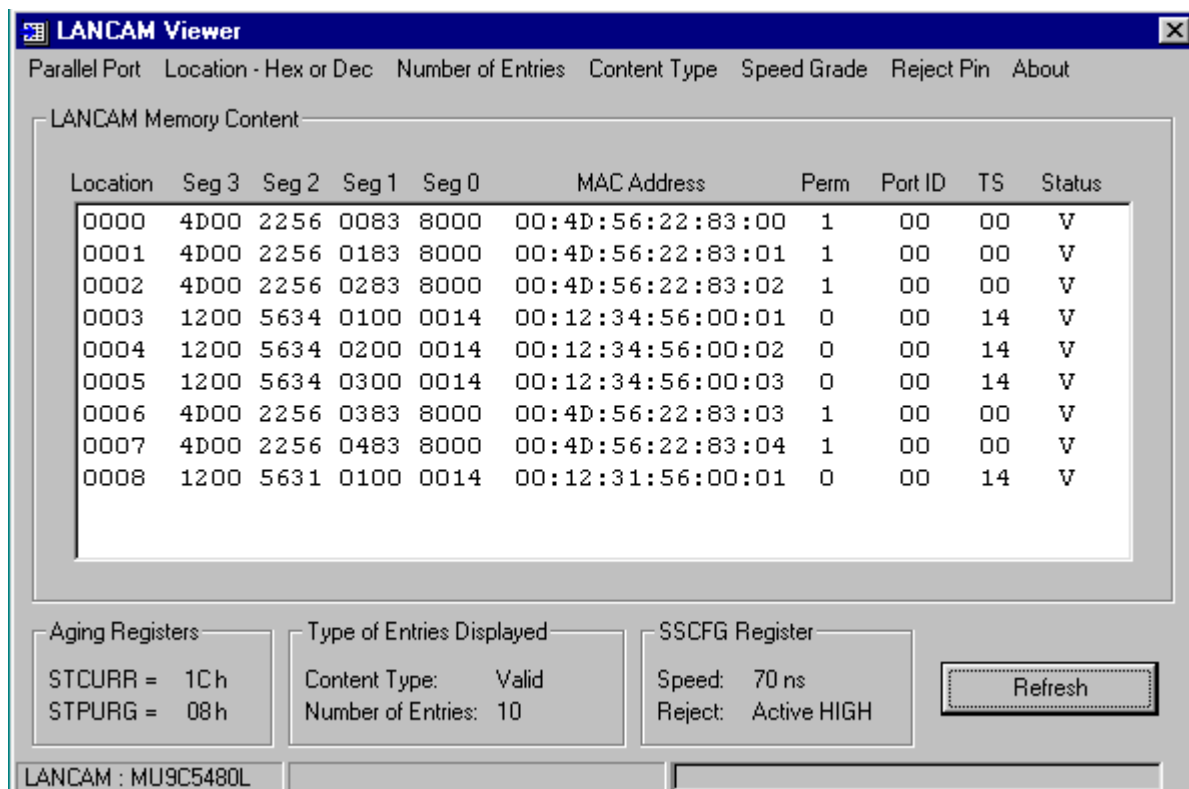 LANCAM Viewer
Parallel Port Location - Hex or Dec Number of Entries Content Type Speed Grade Reject Pin About
LANCAM Memory Content
Location Seg 3 Seg 2 Seg 1 Seg 0 MAC Address Perm Port ID TS Status
0000 4D00 2256 0083 8000 00:4D:56:22:83:00 1 00 00 V
0001 4D00 2256 0183 8000 00:4D:56:22:83:01 1 00 00 V
0002 4D00 2256 0283 8000 00:4D:56:22:83:02 1 00 00 V
0003 1200 5634 0100 0014 00:12:34:56:00:01 0 00 14 V
0004 1200 5634 0200 0014 00:12:34:56:00:02 0 00 14 V
0005 1200 5634 0300 0014 00:12:34:56:00:03 0 00 14 V
0006 4D00 2256 0383 8000 00:4D:56:22:83:03 1 00 00 V
0007 4D00 2256 0483 8000 00:4D:56:22:83:04 1 00 00 V
0008 1200 5631 0100 0014 00:12:31:56:00:01 0 00 14 V
Aging Registers
STCURR = 1C h
STPURG = 08 h
Type of Entries Displayed
Content Type: Valid
Number of Entries: 10
SSCFG Register
Speed: 70 ns
Reject: Active HIGH
Refresh
LANCAM : MU9C5480L